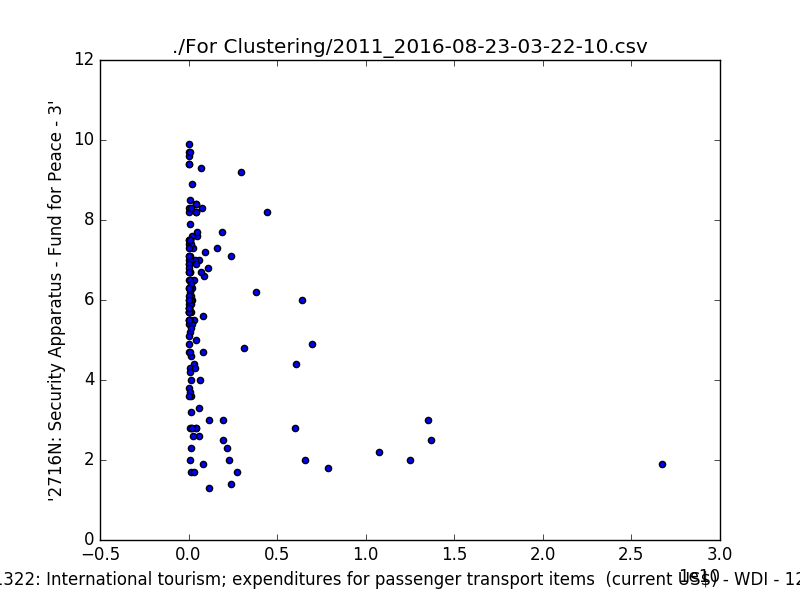 ./For Clustering/2011_2016-08-23-03-22-10.csv
'2716N: Security Apparatus - Fund for Peace - 3'
12
10
8
6
4
2
0
−0.5 0.0 0.5 1.0 1.5 2.0 2.5 3.0
1e10
1322: International tourism; expenditures for passenger transport items (current US$) - WDI - 12